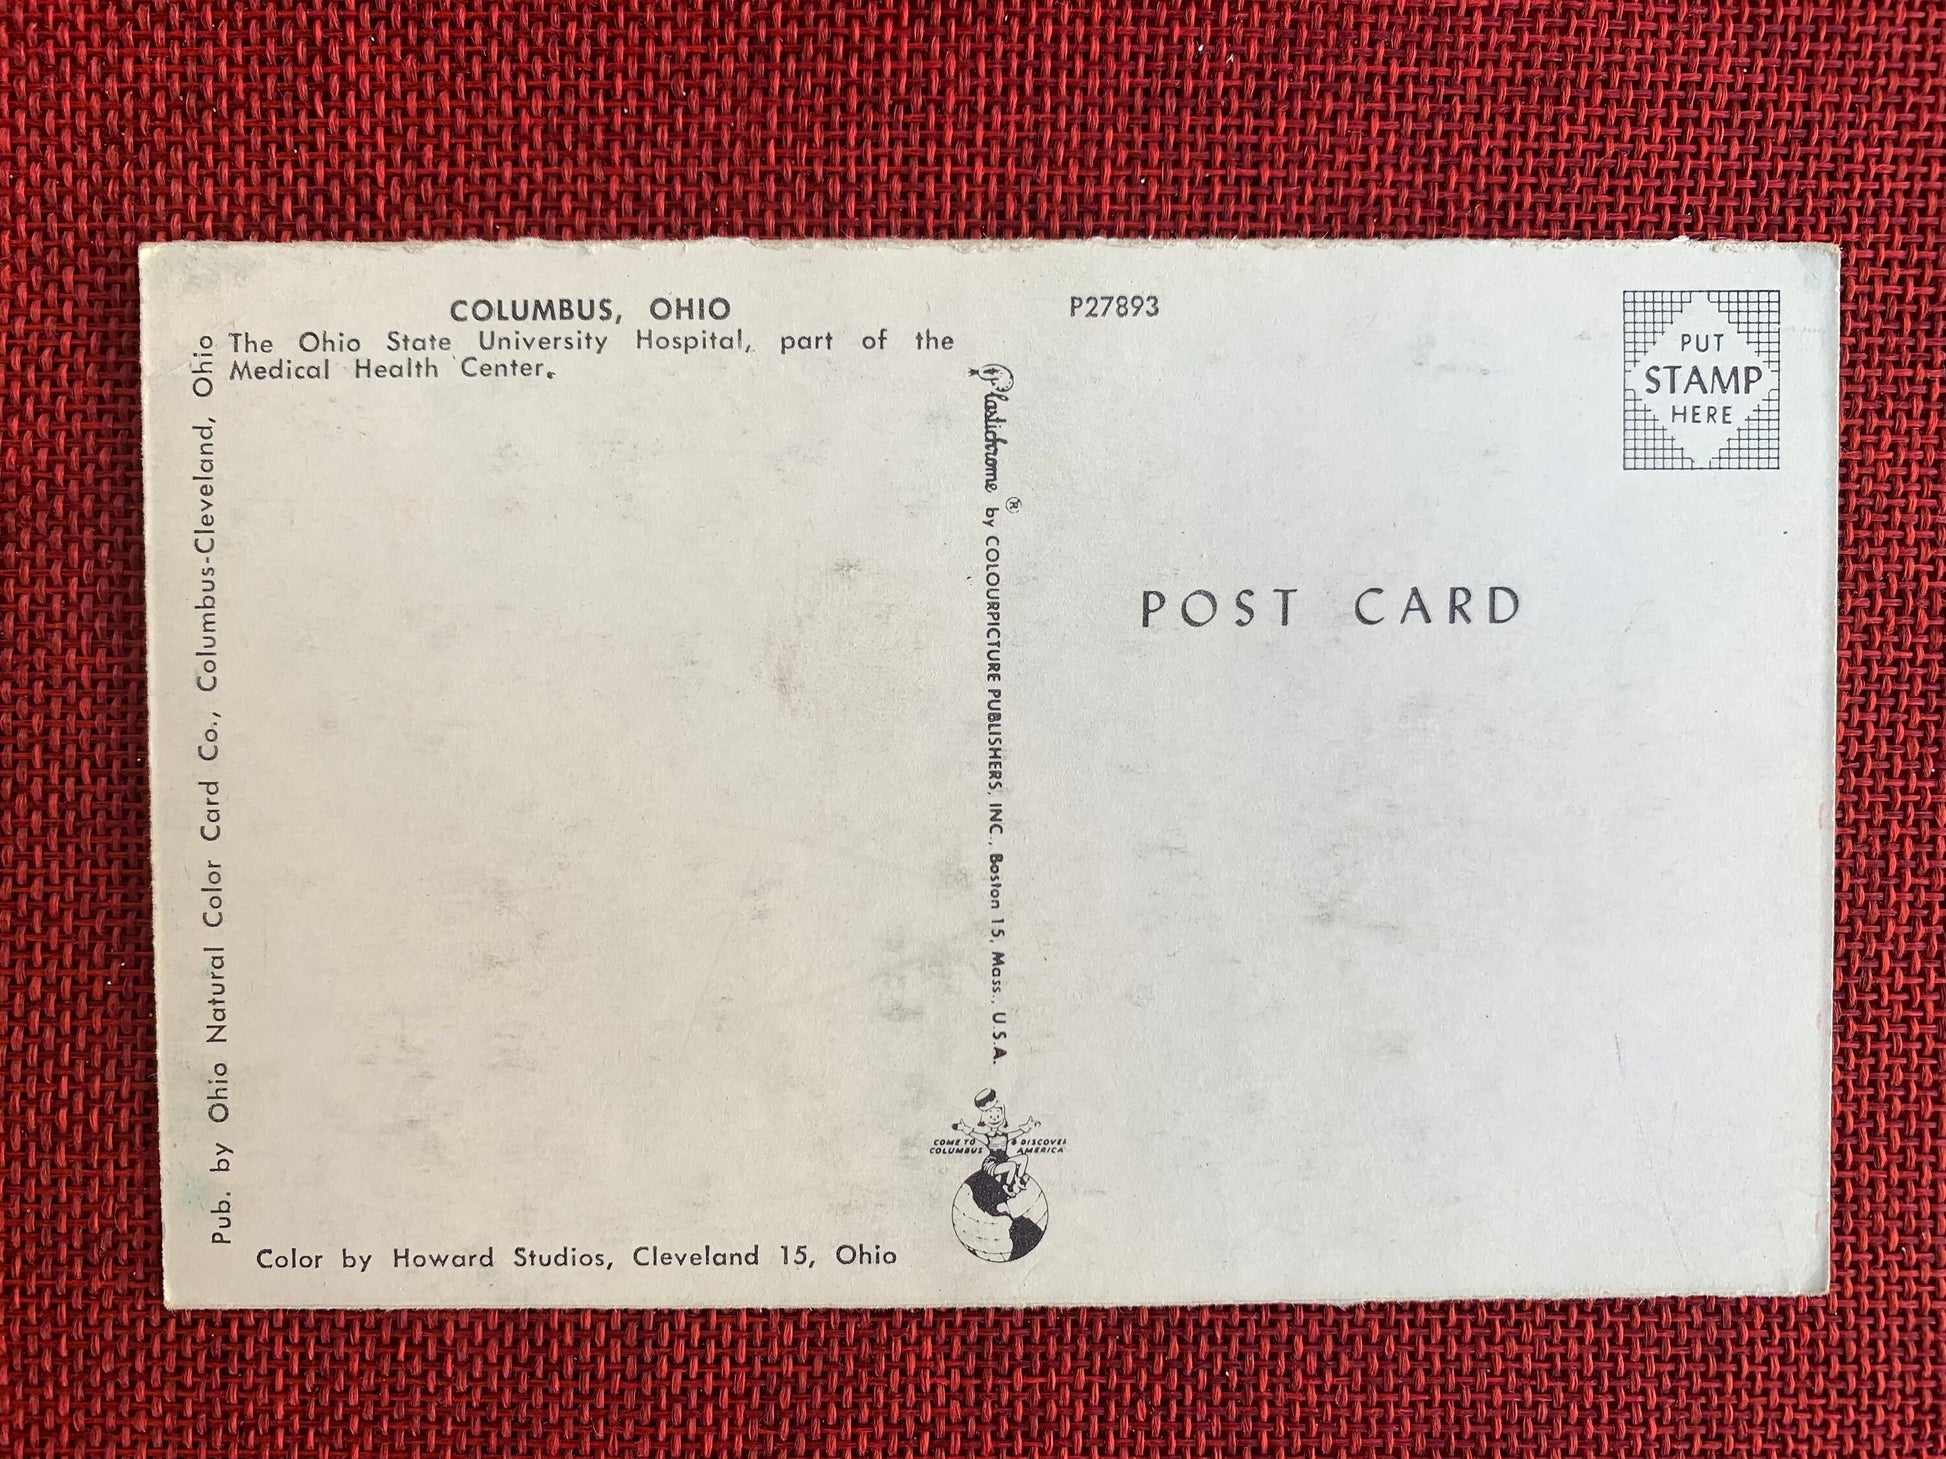 COLUMBUS, OHIO
The Ohio State University Hospital, part of the
Medical Health Center.
P27893
PUT
STAMP
HERE
Pub. by Ohio Natural Color Card Co., Columbus-Cleveland, Ohio
Plastichrome ® by COLOURPICTURE PUBLISHERS, INC., Boston 15, Mass., U.S.A.
POST CARD
COME TO & DISCOVER
COLUMBUS AMERICA
Color by Howard Studios, Cleveland 15, Ohio